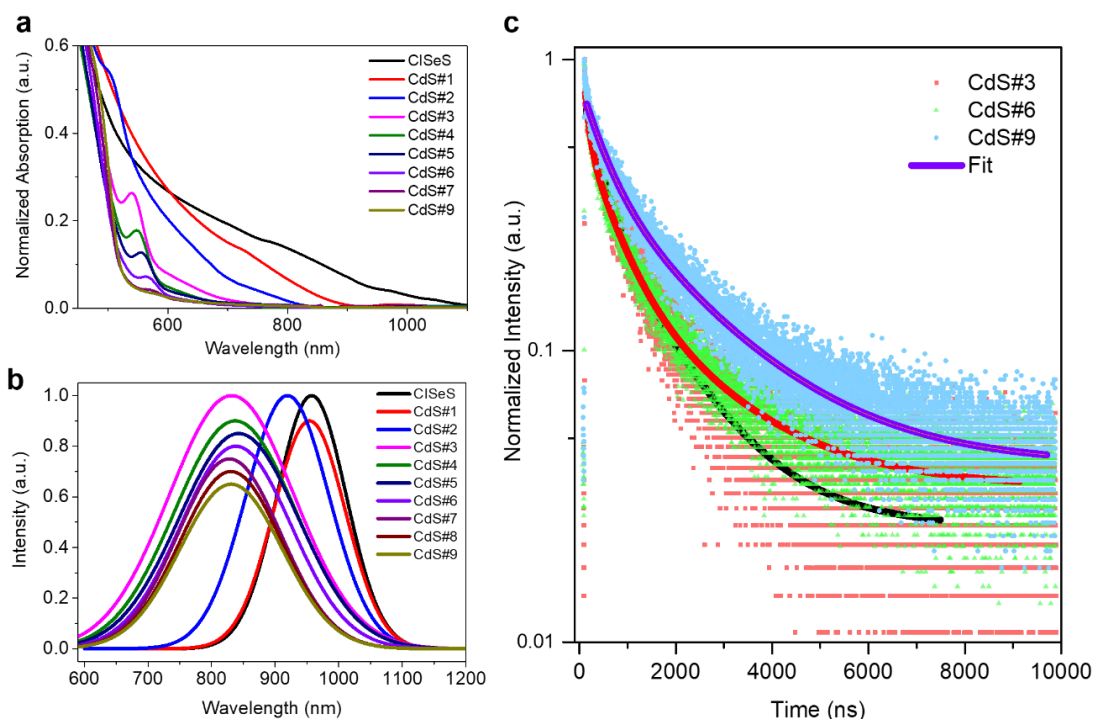 a
Normalized Absorption (a.u.)
0.6
0.4
0.2
0.0
600
800
1000
Wavelength (nm)
CISeS
CdS#1
CdS#2
CdS#3
CdS#4
CdS#5
CdS#6
CdS#7
CdS#9
b
Intensity (a.u.)
1.0
0.8
0.6
0.4
0.2
0.0
600
700
800
900
1000
1100
1200
Wavelength (nm)
CISeS
CdS#1
CdS#2
CdS#3
CdS#4
CdS#5
CdS#6
CdS#7
CdS#8
CdS#9
c
Normalized Intensity (a.u.)
1
0.1
0.01
0
2000
4000
6000
8000
10000
Time (ns)
CdS#3
CdS#6
CdS#9
Fit